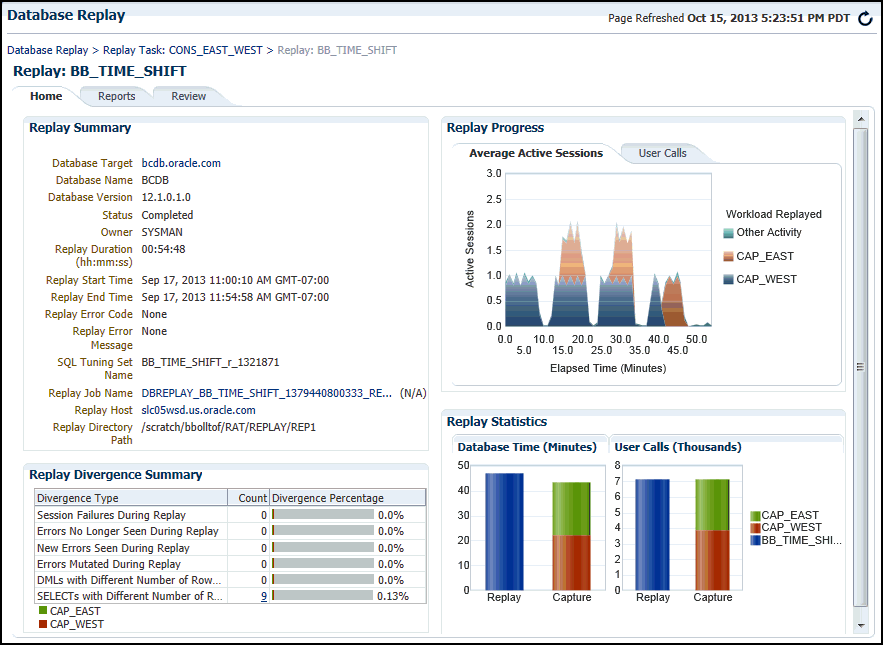 Database Replay
Page Refreshed Oct 15, 2013 5:23:51 PM PDT
Database Replay > Replay Task: CONS_EAST_WEST > Replay: BB_TIME_SHIFT
Replay: BB_TIME_SHIFT
Home Reports Review
Replay Summary
Database Target bcdb.oracle.com
Database Name BCDB
Database Version 12.1.0.1.0
Status Completed
Owner SYSMAN
Replay Duration 00:54:48
(hh:mm:ss)
Replay Start Time Sep 17, 2013 11:00:10 AM GMT-07:00
Replay End Time Sep 17, 2013 11:54:58 AM GMT-07:00
Replay Error Code None
Replay Error None
Message
SQL Tuning Set BB_TIME_SHIFT_r_1321871
Name
Replay Job Name DBREPLAY_BB_TIME_SHIFT_1379440800333_RE... (N/A)
Replay Host slc05wsd.us.oracle.com
Replay Directory /scratch/bbolltof/RAT/REPLAY/REP1
Path
Replay Divergence Summary
Divergence Type Count Divergence Percentage
Session Failures During Replay 0 0.0%
Errors No Longer Seen During Replay 0 0.0%
New Errors Seen During Replay 0 0.0%
Errors Mutated During Replay 0 0.0%
DMLs with Different Number of Row... 0 0.0%
SELECTs with Different Number of R... 9 0.13%
CAP_EAST
CAP_WEST
Replay Progress
Average Active Sessions User Calls
3.0
2.5
2.0
1.5
1.0
0.5
0.0
Active Sessions
0.0 10.0 20.0 30.0 40.0 50.0
5.0 15.0 25.0 35.0 45.0
Elapsed Time (Minutes)
Workload Replayed
Other Activity
CAP_EAST
CAP_WEST
Replay Statistics
Database Time (Minutes)
50
40
30
20
10
0
Replay Capture
User Calls (Thousands)
8
7
6
5
4
3
2
1
0
Replay Capture
CAP_EAST
CAP_WEST
BB_TIME_SHI...